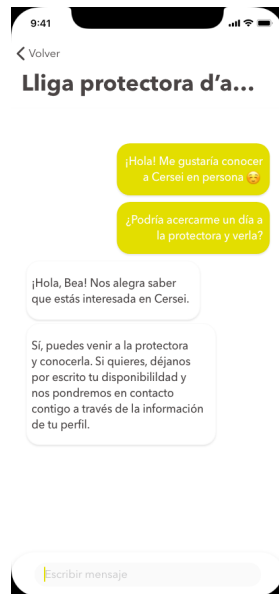 9:41
Volver
Lliga protectora d’a...
¡Hola! Me gustaría conocer
a Cersei en persona 😚
¿Podría acercarme un día a
la protectora y verla?
¡Hola, Bea! Nos alegra saber
que estás interesada en Cersei.
Sí, puedes venir a la protectora
y conocerla. Si quieres, déjanos
por escrito tu disponibilildad y
nos pondremos en contacto
contigo a través de la información
de tu perfil.
Escribir mensaje